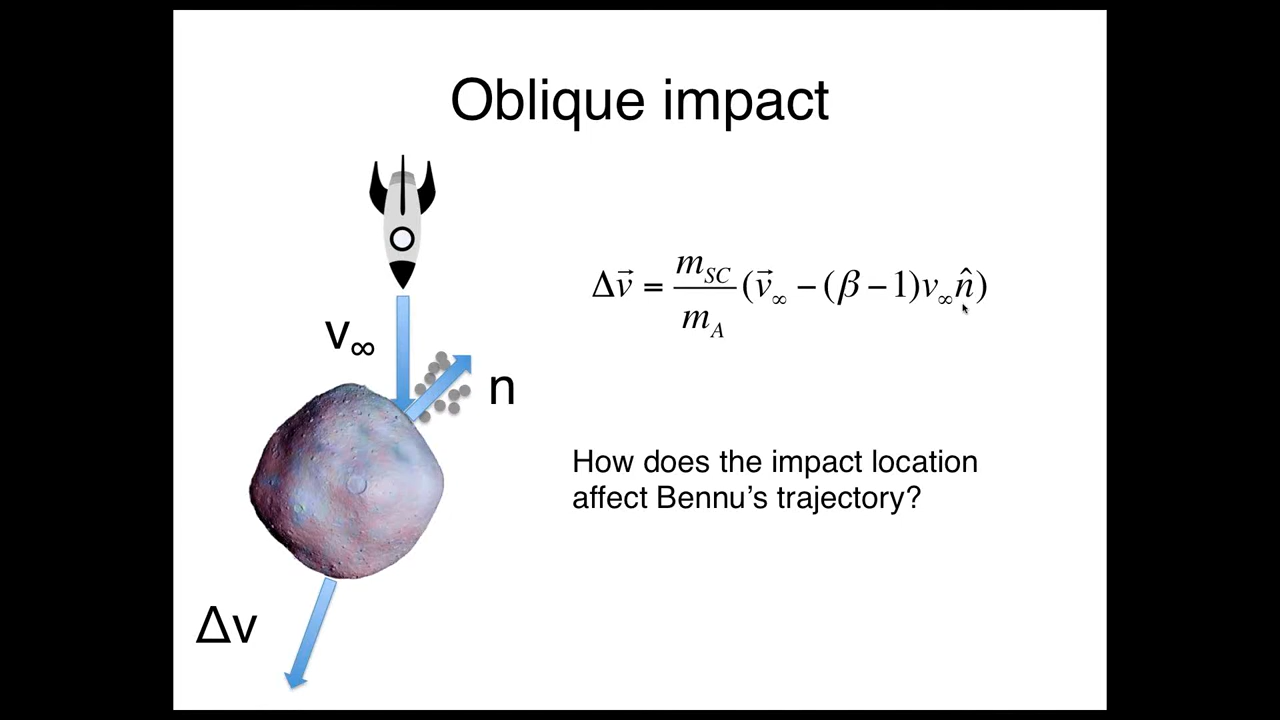 Oblique impact
v∞
n
Δv⃗ = m_SC / m_A (v⃗∞ − (β − 1)v∞n̂)
How does the impact location
affect Bennu's trajectory?
Δv